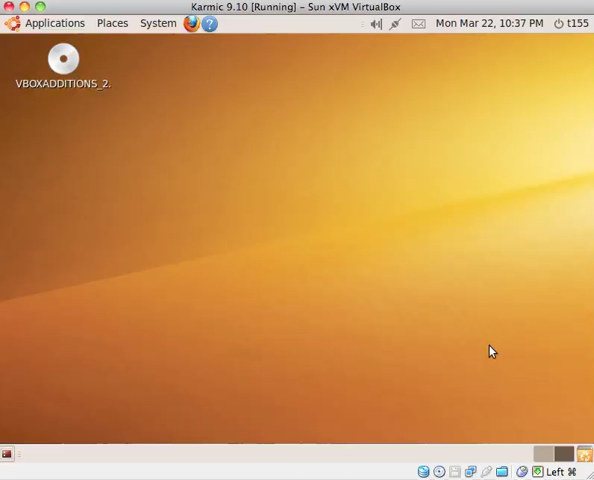 Karmic 9.10 [Running] – Sun xVM VirtualBox
Applications Places System ? Mon Mar 22, 10:37 PM t155
VBOXADDITIONS_2.
Left ⌘